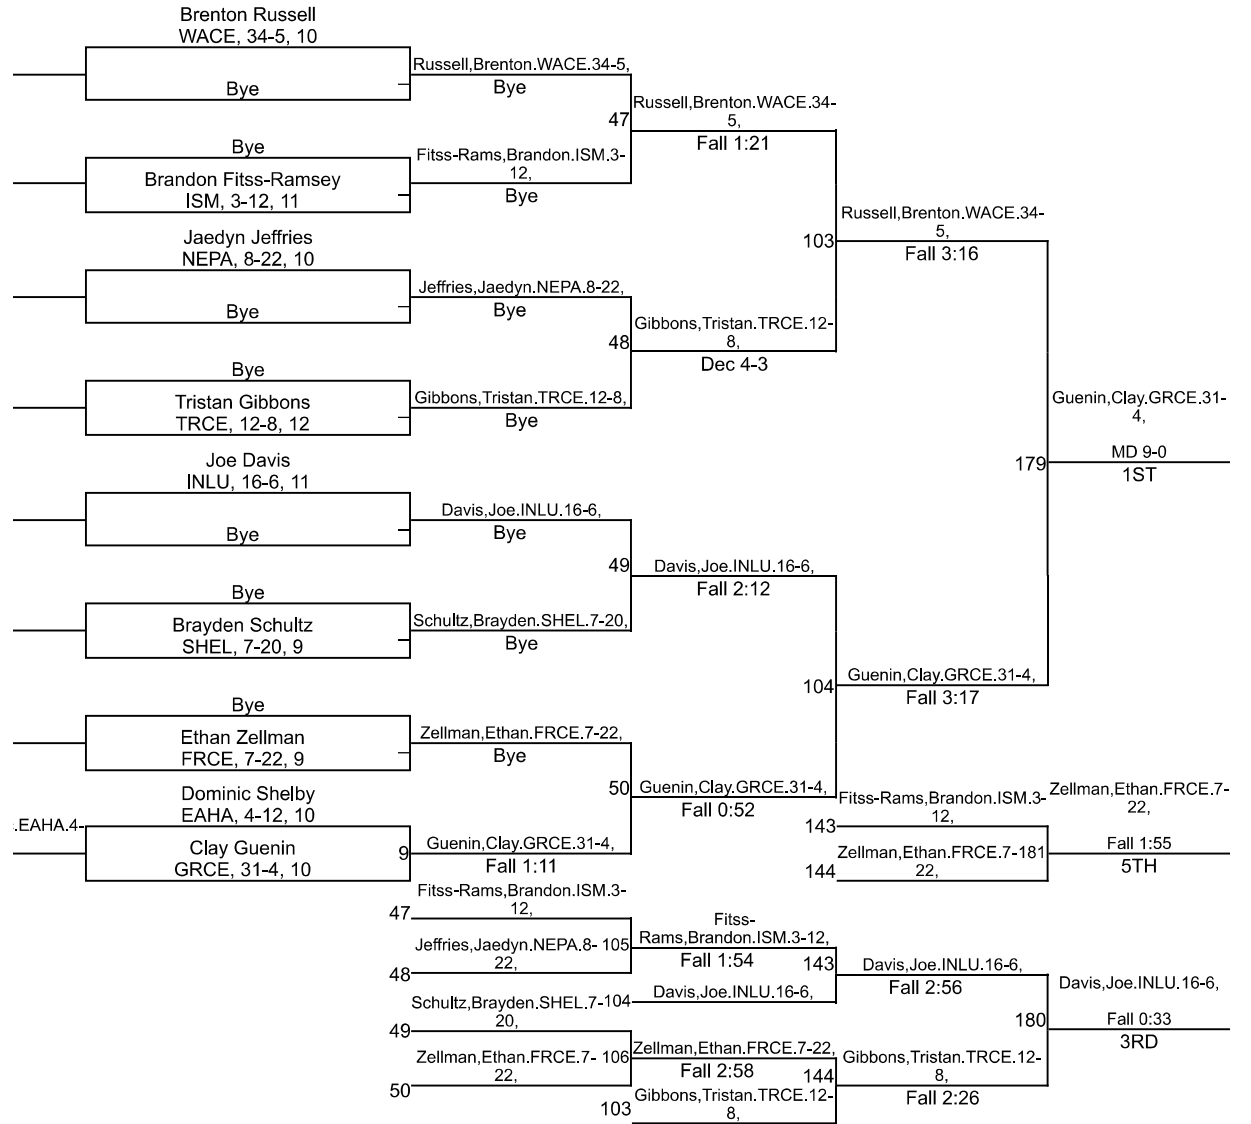 Brenton Russell
WACE, 34-5, 10
Bye
Russell,Brenton.WACE.34-5,
Bye
47
Russell,Brenton.WACE.34-
5,
Fall 1:21
Bye
Brandon Fitss-Ramsey
ISM, 3-12, 11
Fitss-Rams,Brandon.ISM.3-
12,
Bye
103
Russell,Brenton.WACE.34-
5,
Fall 3:16
Jaedyn Jeffries
NEPA, 8-22, 10
Bye
Jeffries,Jaedyn.NEPA.8-22,
Bye
48
Gibbons,Tristan.TRCE.12-
8,
Dec 4-3
Bye
Tristan Gibbons
TRCE, 12-8, 12
Gibbons,Tristan.TRCE.12-8,
Bye
179
Guenin,Clay.GRCE.31-
4,
MD 9-0
1ST
Joe Davis
INLU, 16-6, 11
Bye
Davis,Joe.INLU.16-6,
Bye
49
Davis,Joe.INLU.16-6,
Fall 2:12
Bye
Brayden Schultz
SHEL, 7-20, 9
Schultz,Brayden.SHEL.7-20,
Bye
104
Guenin,Clay.GRCE.31-4,
Fall 3:17
Bye
Ethan Zellman
FRCE, 7-22, 9
Zellman,Ethan.FRCE.7-22,
Bye
50
Guenin,Clay.GRCE.31-4,
Fall 0:52
Dominic Shelby
EAHA, 4-12, 10
.EAHA.4-
Clay Guenin
GRCE, 31-4, 10
9
Guenin,Clay.GRCE.31-4,
Fall 1:11
143
Fitss-Rams,Brandon.ISM.3-
12,
144
Zellman,Ethan.FRCE.7-
22,
181
Zellman,Ethan.FRCE.7-
22,
Fall 1:55
5TH
47
Fitss-Rams,Brandon.ISM.3-
12,
48
Jeffries,Jaedyn.NEPA.8-
22,
105
Fitss-
Rams,Brandon.ISM.3-12,
Fall 1:54
104
Davis,Joe.INLU.16-6,
143
Davis,Joe.INLU.16-6,
Fall 2:56
49
Schultz,Brayden.SHEL.7-
20,
50
Zellman,Ethan.FRCE.7-
22,
106
Zellman,Ethan.FRCE.7-22,
Fall 2:58
103
Gibbons,Tristan.TRCE.12-
8,
144
Gibbons,Tristan.TRCE.12-
8,
Fall 2:26
180
Davis,Joe.INLU.16-6,
Fall 0:33
3RD